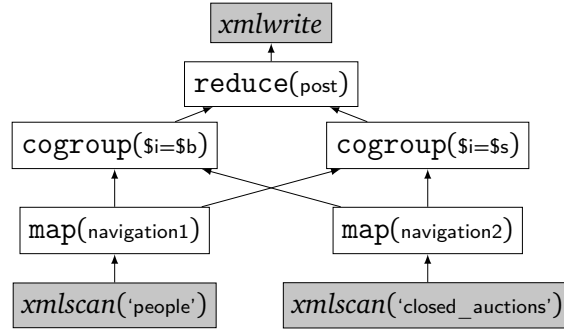 xmlwrite
reduce(post)
cogroup($i=$b) cogroup($i=$s)
map(navigation1) map(navigation2)
xmlscan(‘people’) xmlscan(‘closed_auctions’)